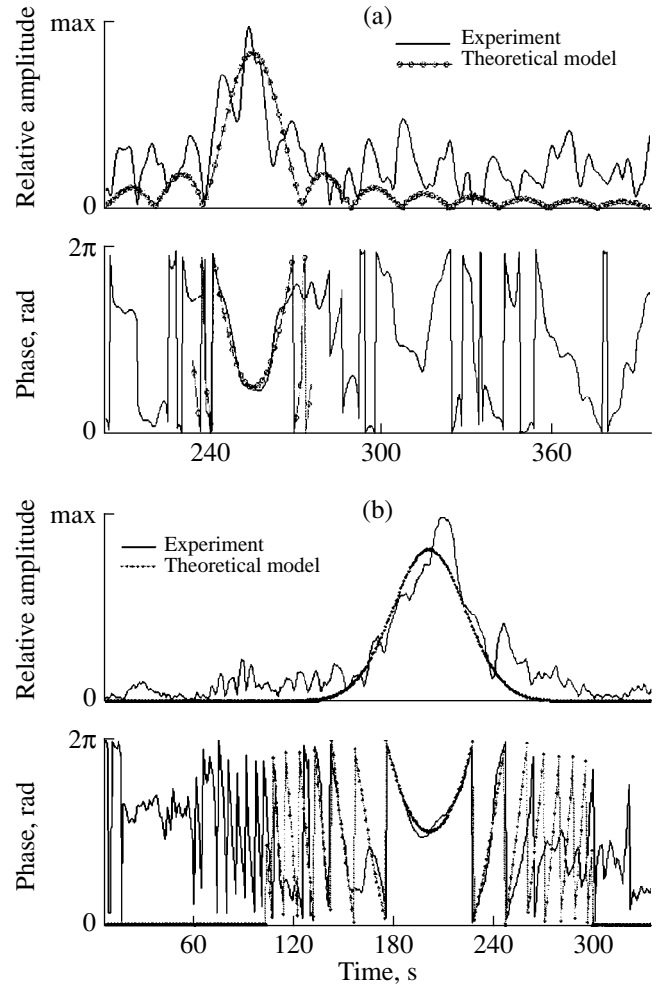 max
(a)
Experiment
Theoretical model
Relative amplitude
0
2π
Phase, rad
0
240 300 360
max
(b)
Experiment
Theoretical model
Relative amplitude
0
2π
Phase, rad
0
60 120 180 240 300
Time, s